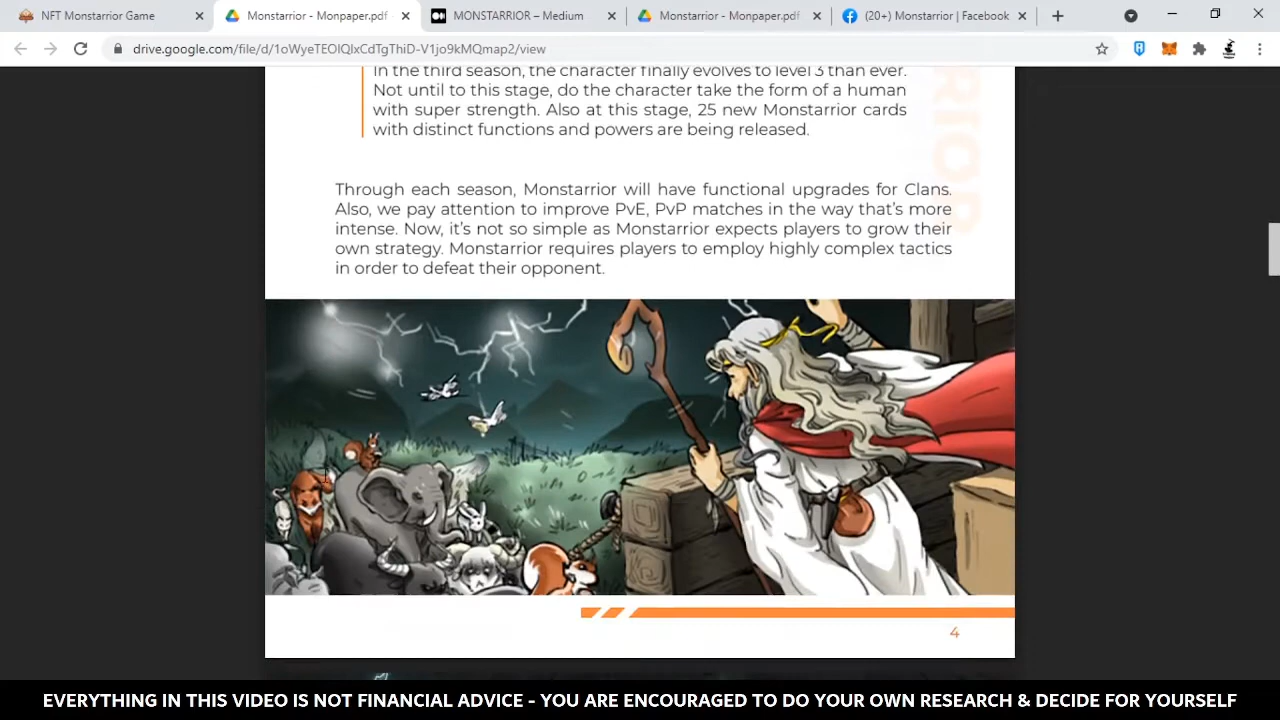 NFT Monstarrior Game
Monstarrior - Monpaper.pdf -
MONSTARRIOR – Medium
Monstarrior - Monpaper.pdf -
(20+) Monstarrior | Facebook
drive.google.com/file/d/1oWyeTEOIQIxCdTgThiD-V1jo9kMQmap2/view
In the third season, the character finally evolves to level 3 than ever.
Not until to this stage, do the character take the form of a human
with super strength. Also at this stage, 25 new Monstarrior cards
with distinct functions and powers are being released.
RIOR
Through each season, Monstarrior will have functional upgrades for Clans.
Also, we pay attention to improve PvE, PvP matches in the way that's more
intense. Now, it's not so simple as Monstarrior expects players to grow their
own strategy. Monstarrior requires players to employ highly complex tactics
in order to defeat their opponent.
4
EVERYTHING IN THIS VIDEO IS NOT FINANCIAL ADVICE - YOU ARE ENCOURAGED TO DO YOUR OWN RESEARCH & DECIDE FOR YOURSELF